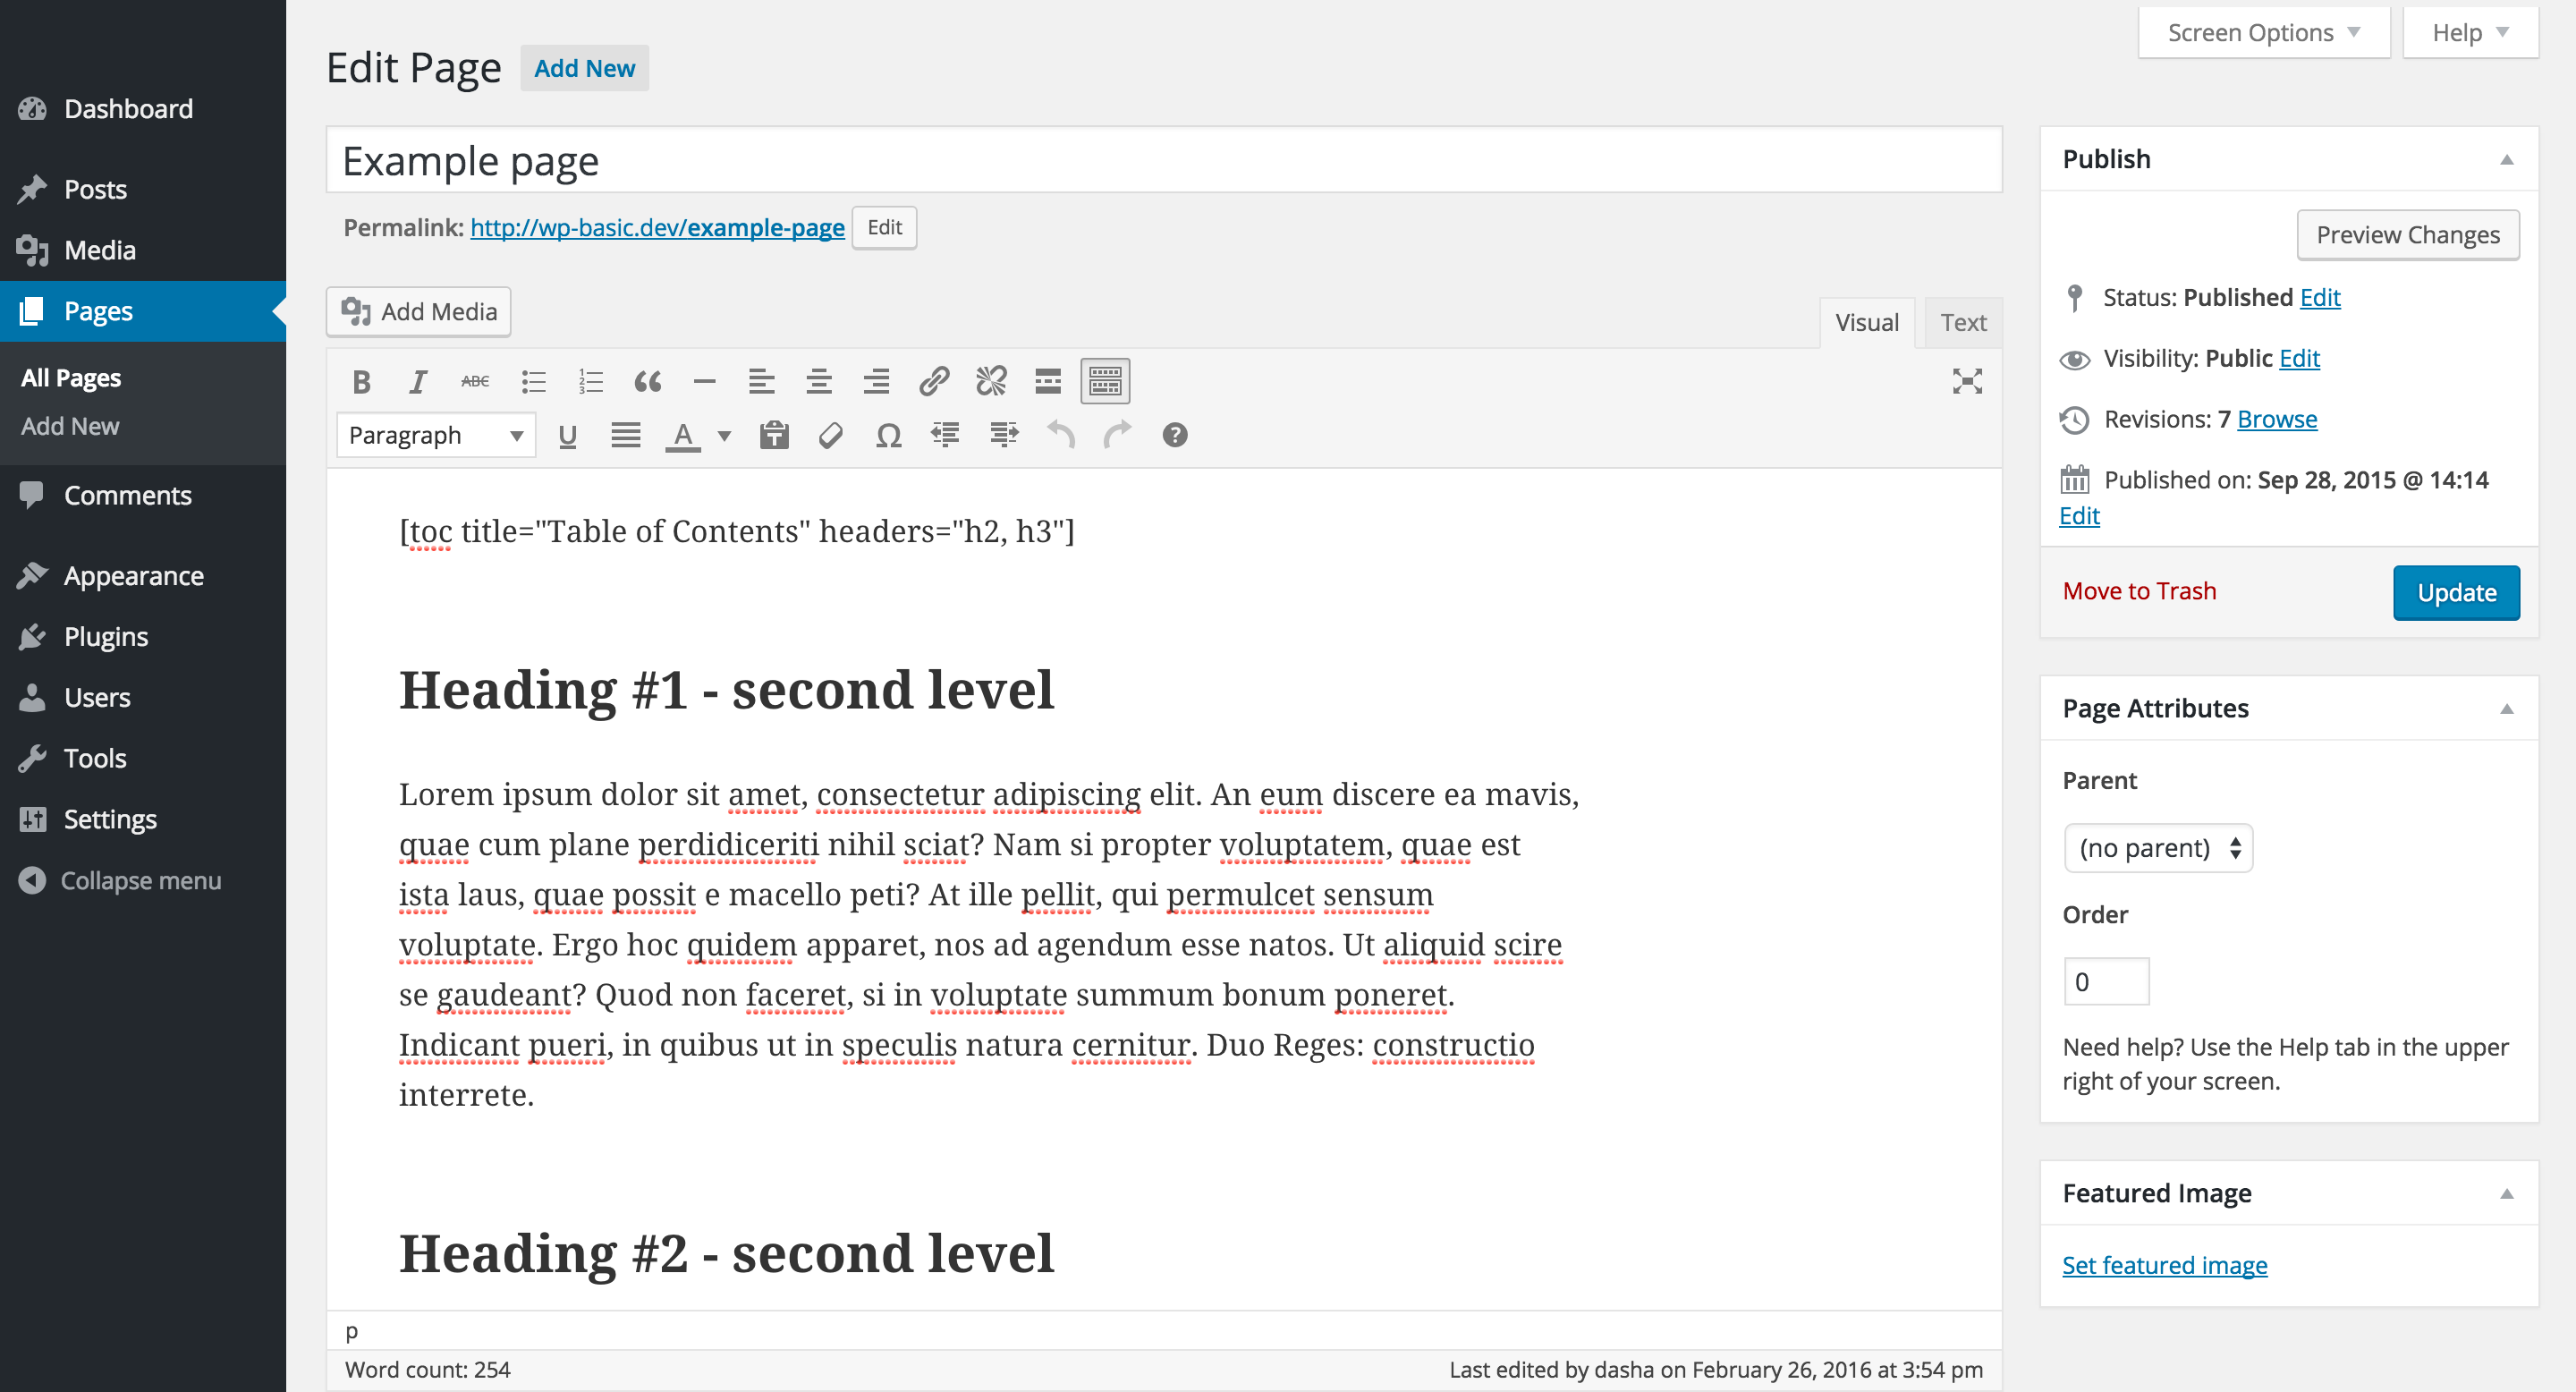 Screen Options
Help
Edit Page
Add New
Dashboard
Posts
Media
Pages
All Pages
Add New
Comments
Appearance
Plugins
Users
Tools
Settings
Collapse menu
Example page
Permalink: http://wp-basic.dev/example-page Edit
Add Media
Visual
Text
B I ABC
Paragraph U A Ω ?
[toc title="Table of Contents" headers="h2, h3"]
Heading #1 - second level
Lorem ipsum dolor sit amet, consectetur adipiscing elit. An eum discere ea mavis,
quae cum plane perdidiceriti nihil sciat? Nam si propter voluptatem, quae est
ista laus, quae possit e macello peti? At ille pellit, qui permulcet sensum
voluptate. Ergo hoc quidem apparet, nos ad agendum esse natos. Ut aliquid scire
se gaudeant? Quod non faceret, si in voluptate summum bonum poneret.
Indicant pueri, in quibus ut in speculis natura cernitur. Duo Reges: constructio
interrete.
Heading #2 - second level
p
Word count: 254
Last edited by dasha on February 26, 2016 at 3:54 pm
Publish
Preview Changes
Status: Published Edit
Visibility: Public Edit
Revisions: 7 Browse
Published on: Sep 28, 2015 @ 14:14
Edit
Move to Trash
Update
Page Attributes
Parent
(no parent)
Order
0
Need help? Use the Help tab in the upper
right of your screen.
Featured Image
Set featured image